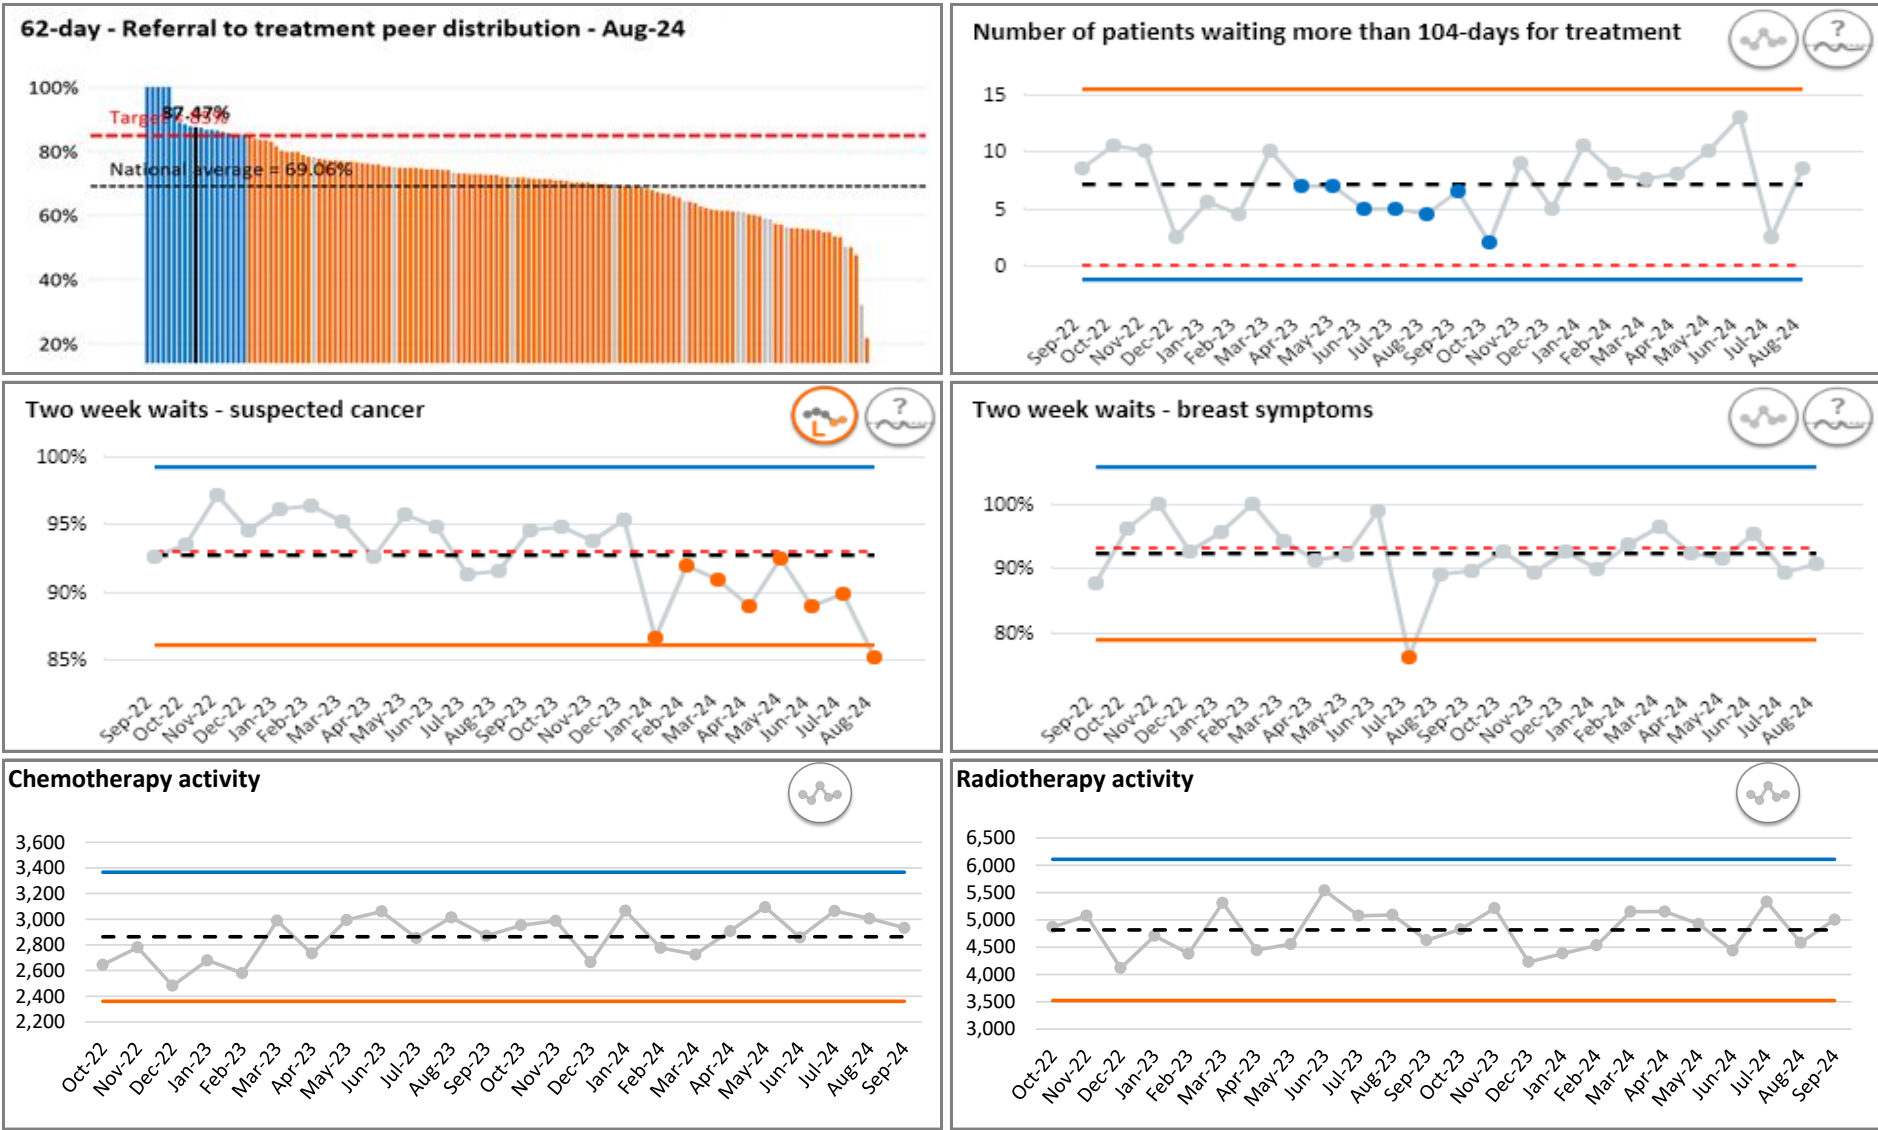 62-day - Referral to treatment peer distribution - Aug-24
100%
80%
60%
40%
20%
87.47%
Target = 85%
National average = 69.06%
Number of patients waiting more than 104-days for treatment
?
15
10
5
0
Sep-22 Oct-22 Nov-22 Dec-22 Jan-23 Feb-23 Mar-23 Apr-23 May-23 Jun-23 Jul-23 Aug-23 Sep-23 Oct-23 Nov-23 Dec-23 Jan-24 Feb-24 Mar-24 Apr-24 May-24 Jun-24 Jul-24 Aug-24
Two week waits - suspected cancer
L
?
100%
95%
90%
85%
Sep-22 Oct-22 Nov-22 Dec-22 Jan-23 Feb-23 Mar-23 Apr-23 May-23 Jun-23 Jul-23 Aug-23 Sep-23 Oct-23 Nov-23 Dec-23 Jan-24 Feb-24 Mar-24 Apr-24 May-24 Jun-24 Jul-24 Aug-24
Two week waits - breast symptoms
?
100%
90%
80%
Sep-22 Oct-22 Nov-22 Dec-22 Jan-23 Feb-23 Mar-23 Apr-23 May-23 Jun-23 Jul-23 Aug-23 Sep-23 Oct-23 Nov-23 Dec-23 Jan-24 Feb-24 Mar-24 Apr-24 May-24 Jun-24 Jul-24 Aug-24
Chemotherapy activity
3,600
3,400
3,200
3,000
2,800
2,600
2,400
2,200
Oct-22 Nov-22 Dec-22 Jan-23 Feb-23 Mar-23 Apr-23 May-23 Jun-23 Jul-23 Aug-23 Sep-23 Oct-23 Nov-23 Dec-23 Jan-24 Feb-24 Mar-24 Apr-24 May-24 Jun-24 Jul-24 Aug-24 Sep-24
Radiotherapy activity
6,500
6,000
5,500
5,000
4,500
4,000
3,500
3,000
Oct-22 Nov-22 Dec-22 Jan-23 Feb-23 Mar-23 Apr-23 May-23 Jun-23 Jul-23 Aug-23 Sep-23 Oct-23 Nov-23 Dec-23 Jan-24 Feb-24 Mar-24 Apr-24 May-24 Jun-24 Jul-24 Aug-24 Sep-24